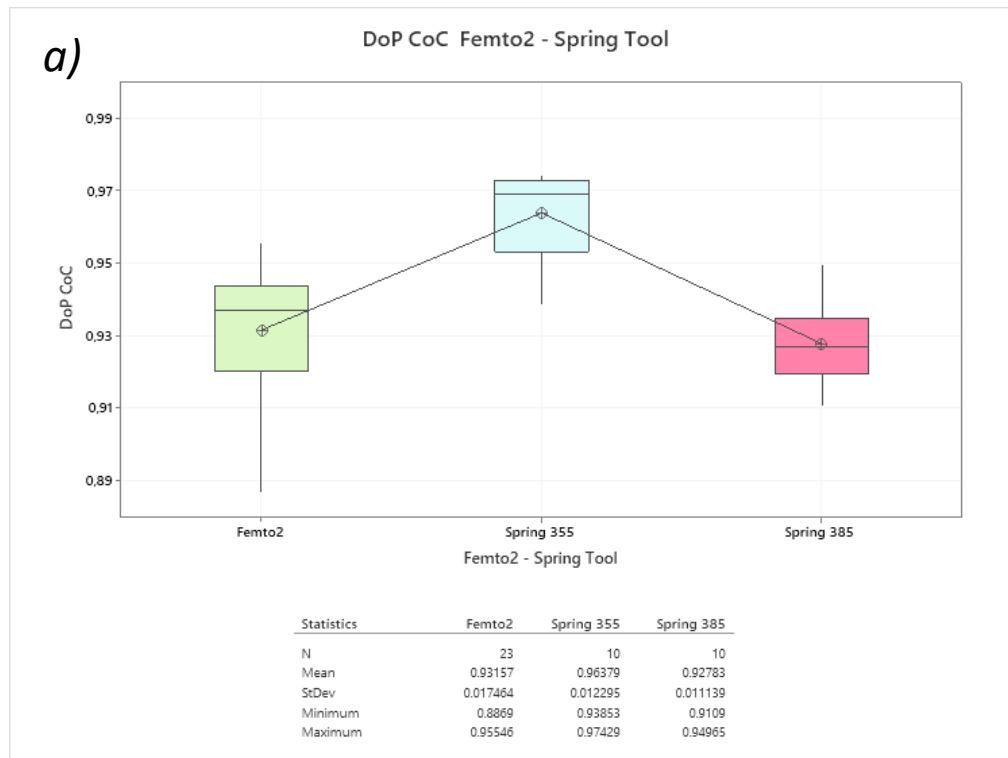 a)
DoP CoC Femto2 - Spring Tool
0,99
0,97
0,95
0,93
0,91
0,89
DoP CoC
Femto2 Spring 355 Spring 385
Femto2 - Spring Tool
Statistics Femto2 Spring 355 Spring 385
N 23 10 10
Mean 0.93157 0.96379 0.92783
StDev 0.017464 0.012295 0.011139
Minimum 0.8869 0.93853 0.9109
Maximum 0.95546 0.97429 0.94965